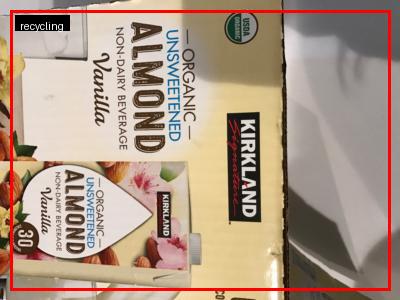 recycling
USDA
ORGANIC
— ORGANIC —
UNSWEETENED
ALMOND
NON-DAIRY BEVERAGE
Vanilla
KIRKLAND
Signature
KIRKLAND
— ORGANIC —
UNSWEETENED
ALMOND
NON-DAIRY BEVERAGE
Vanilla
30